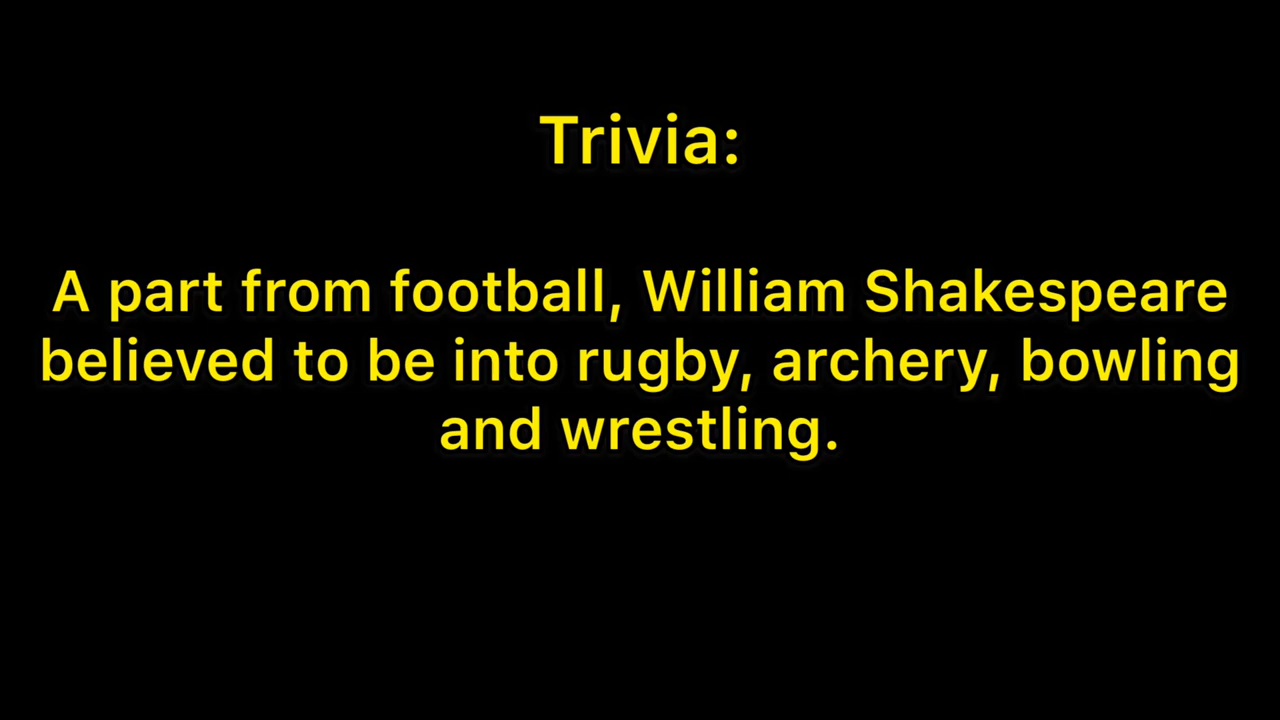 Trivia:
A part from football, William Shakespeare
believed to be into rugby, archery, bowling
and wrestling.